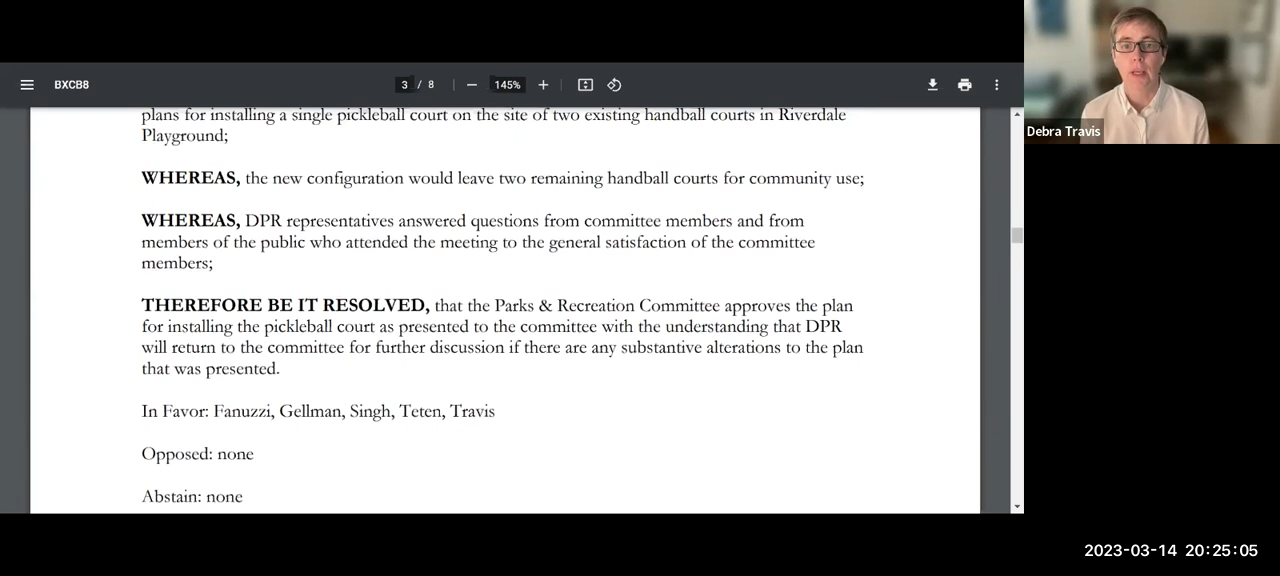 BXCB8
3 / 8
145%
plans for installing a single pickleball court on the site of two existing handball courts in Riverdale
Playground;
WHEREAS, the new configuration would leave two remaining handball courts for community use;
WHEREAS, DPR representatives answered questions from committee members and from
members of the public who attended the meeting to the general satisfaction of the committee
members;
THEREFORE BE IT RESOLVED, that the Parks & Recreation Committee approves the plan
for installing the pickleball court as presented to the committee with the understanding that DPR
will return to the committee for further discussion if there are any substantive alterations to the plan
that was presented.
In Favor: Fanuzzi, Gellman, Singh, Teten, Travis
Opposed: none
Abstain: none
Debra Travis
2023-03-14 20:25:05